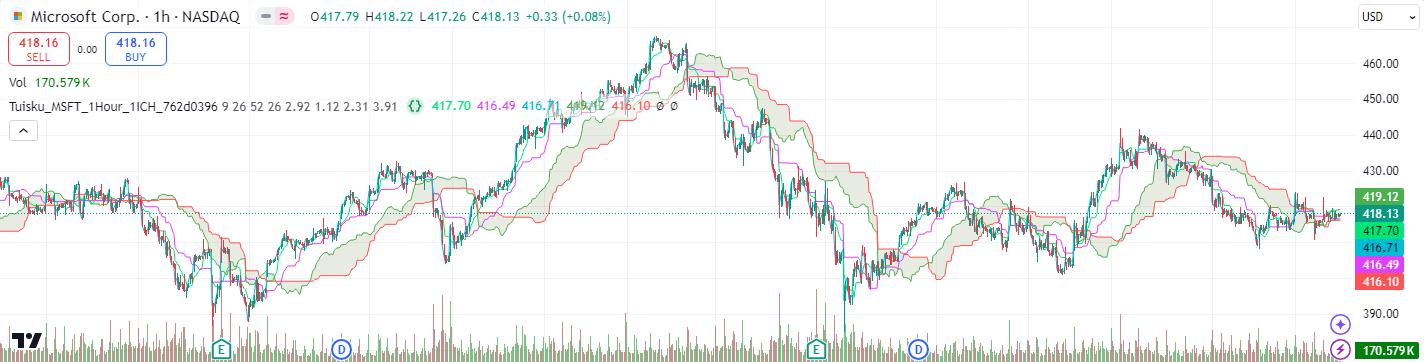 Microsoft Corp. · 1h · NASDAQ O417.79 H418.22 L417.26 C418.13 +0.33 (+0.08%)
USD
418.16 SELL
0.00
418.16 BUY
Vol 170.579 K
Tuisku_MSFT_1Hour_1ICH_762d0396 9 26 52 26 2.92 1.12 2.31 3.91 {} 417.70 416.49 416.71 419.12 416.10 ∅ ∅
460.00
450.00
440.00
430.00
419.12
418.13
417.70
416.71
416.49
416.10
390.00
E D E D
170.579 K